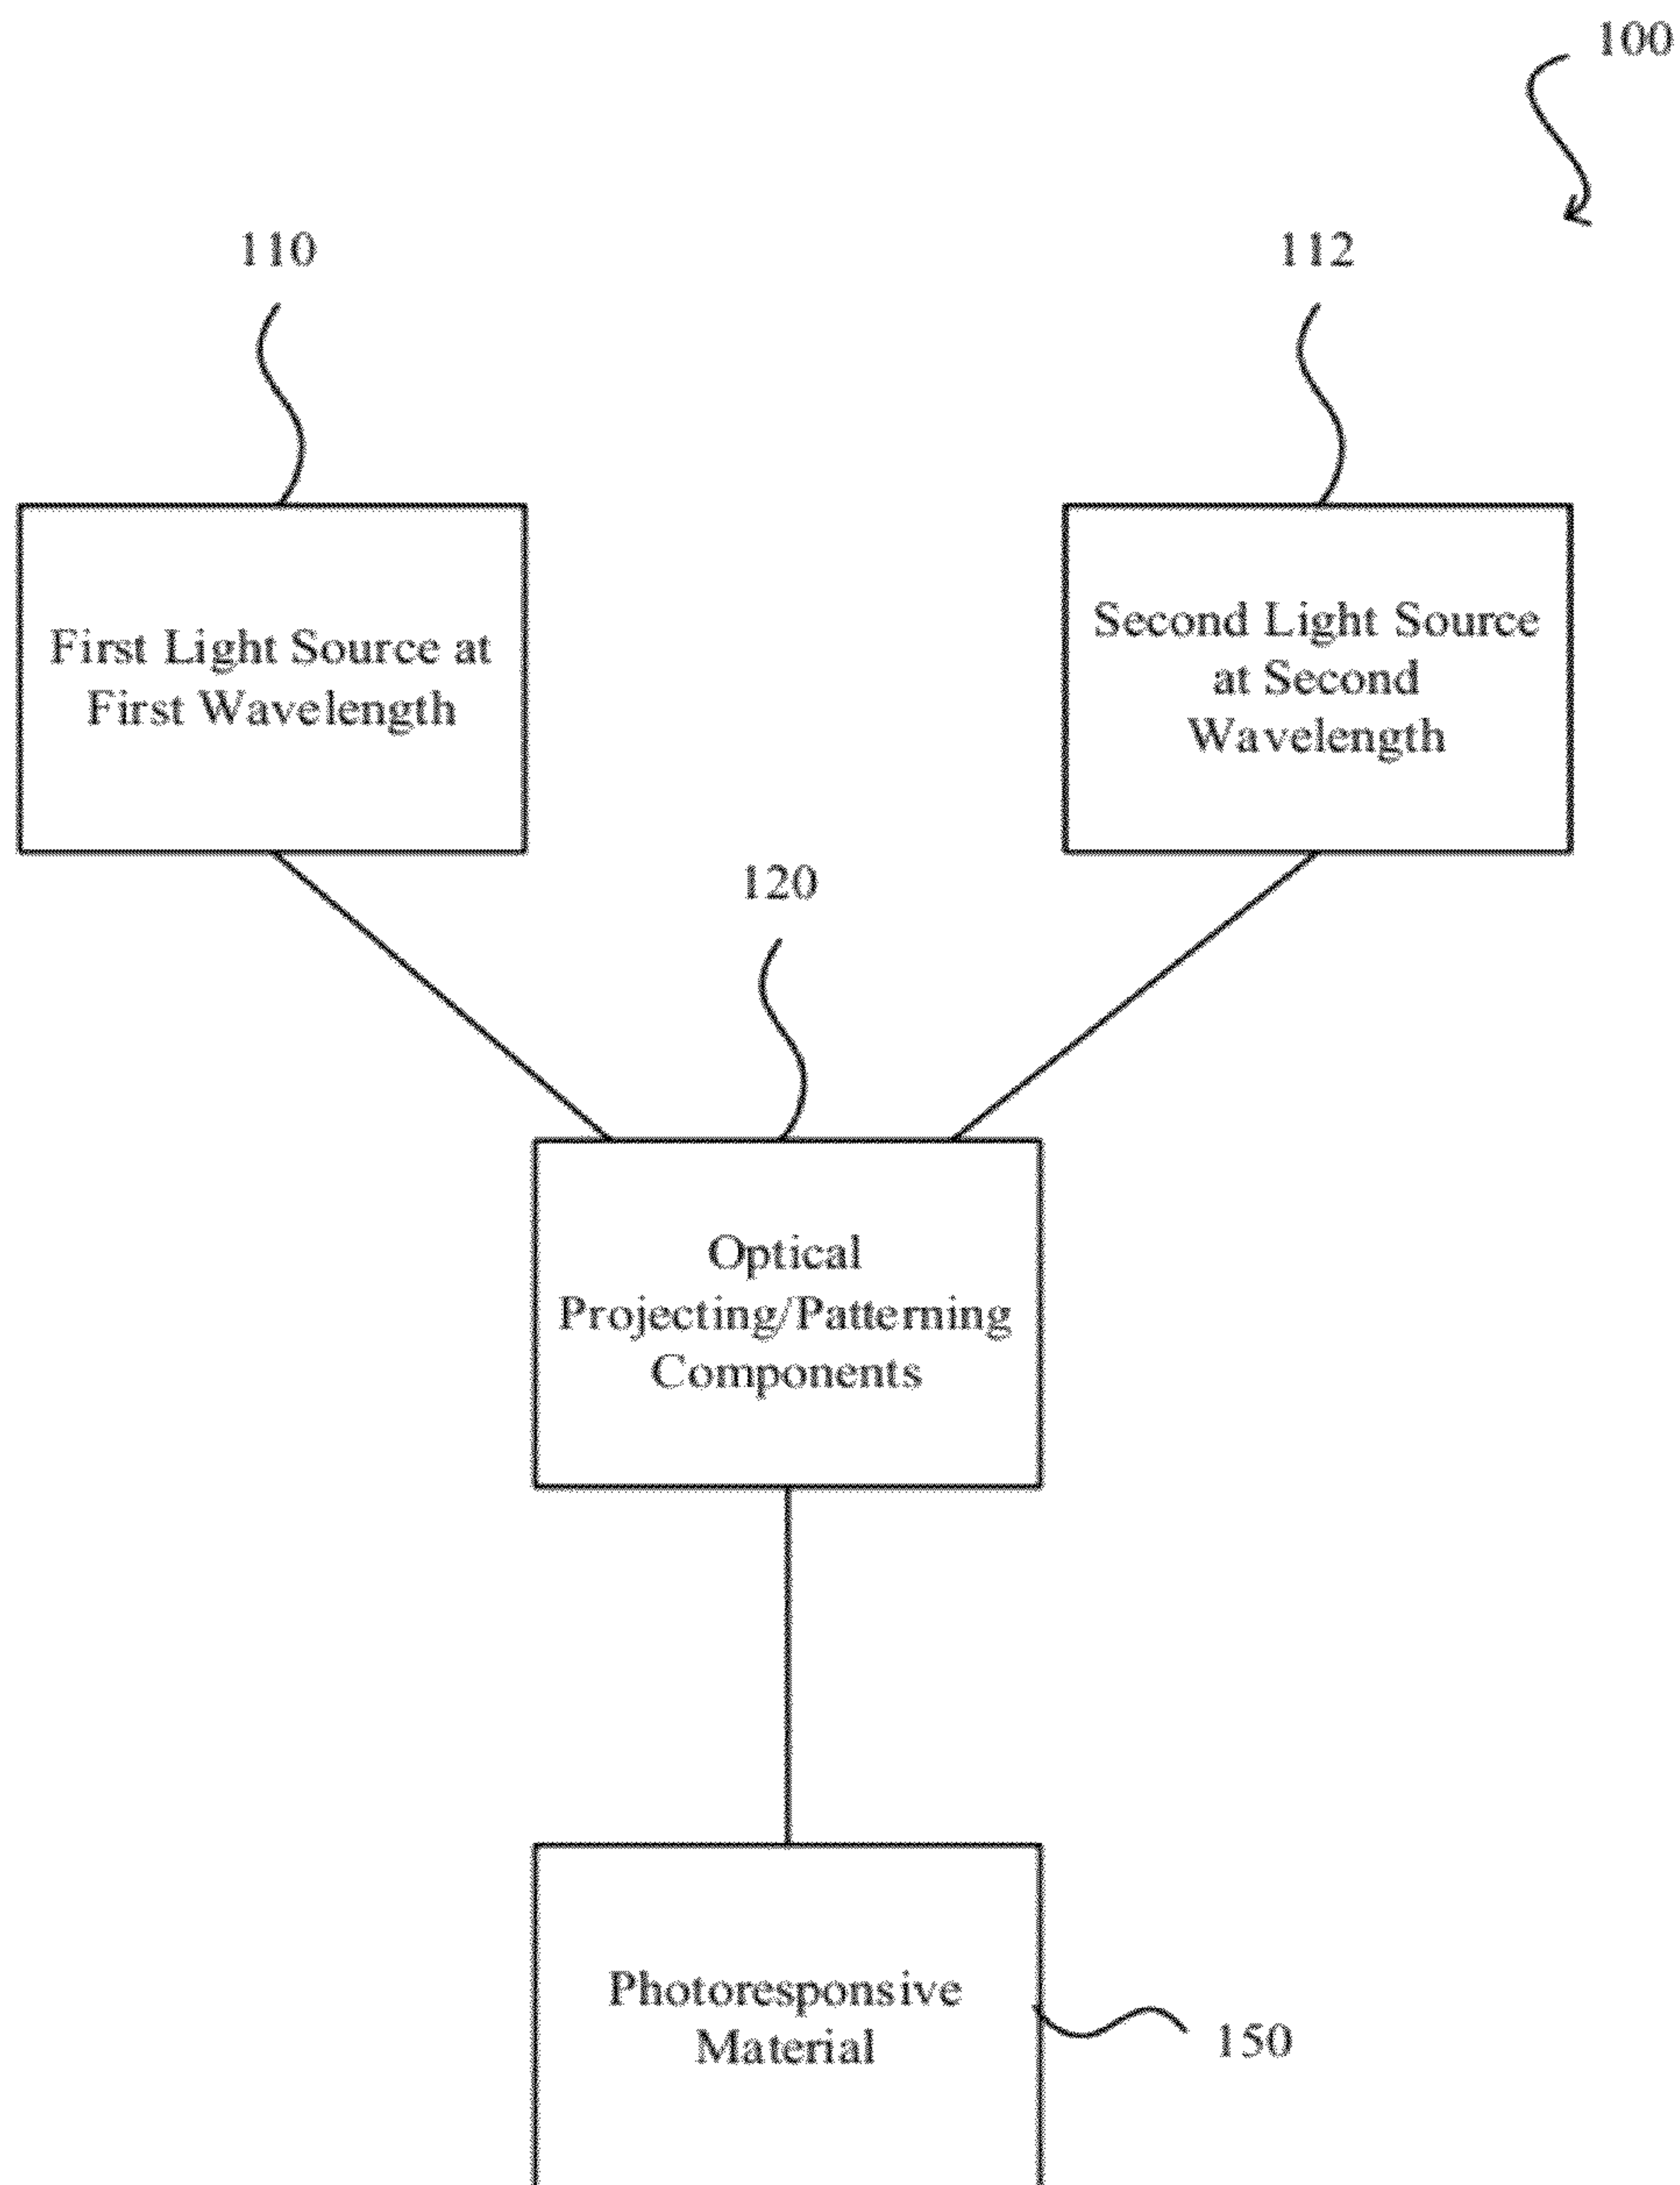 100
110
112
First Light Source at
First Wavelength
Second Light Source
at Second
Wavelength
120
Optical
Projecting/Patterning
Components
Photoresponsive
Material
150